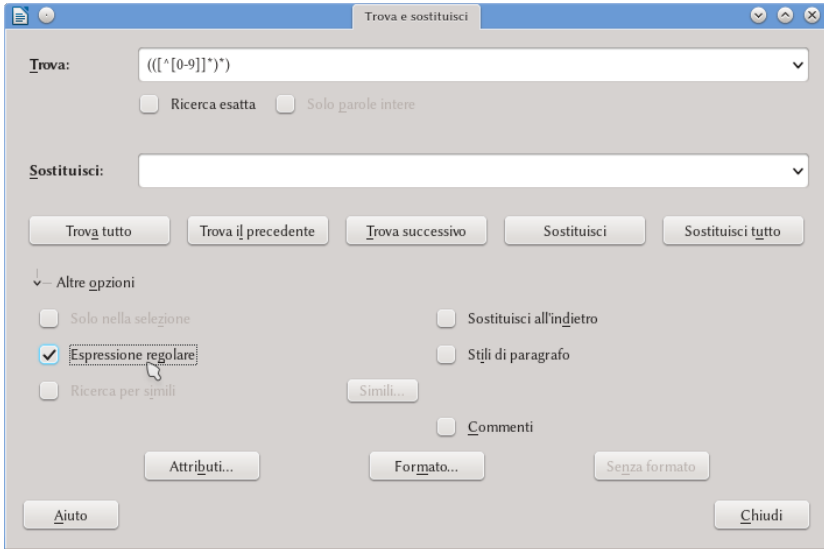 Trova e sostituisci
Trova: (([^[0-9]]*)*)
Ricerca esatta Solo parole intere
Sostituisci:
Trova tutto Trova il precedente Trova successivo Sostituisci Sostituisci tutto
Altre opzioni
Solo nella selezione Sostituisci all'indietro
Espressione regolare Stili di paragrafo
Ricerca per simili Simili...
Commenti
Attributi... Formato... Senza formato
Aiuto Chiudi